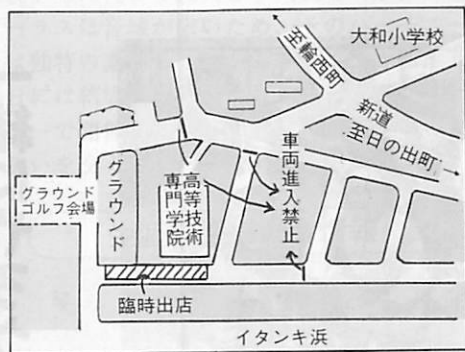 大和小学校
至輪西町
新道
至日の出町
車両進入禁止
高等技術
専門学院
グラウンド
グラウンド
ゴルフ会場
臨時出店
イタンキ浜